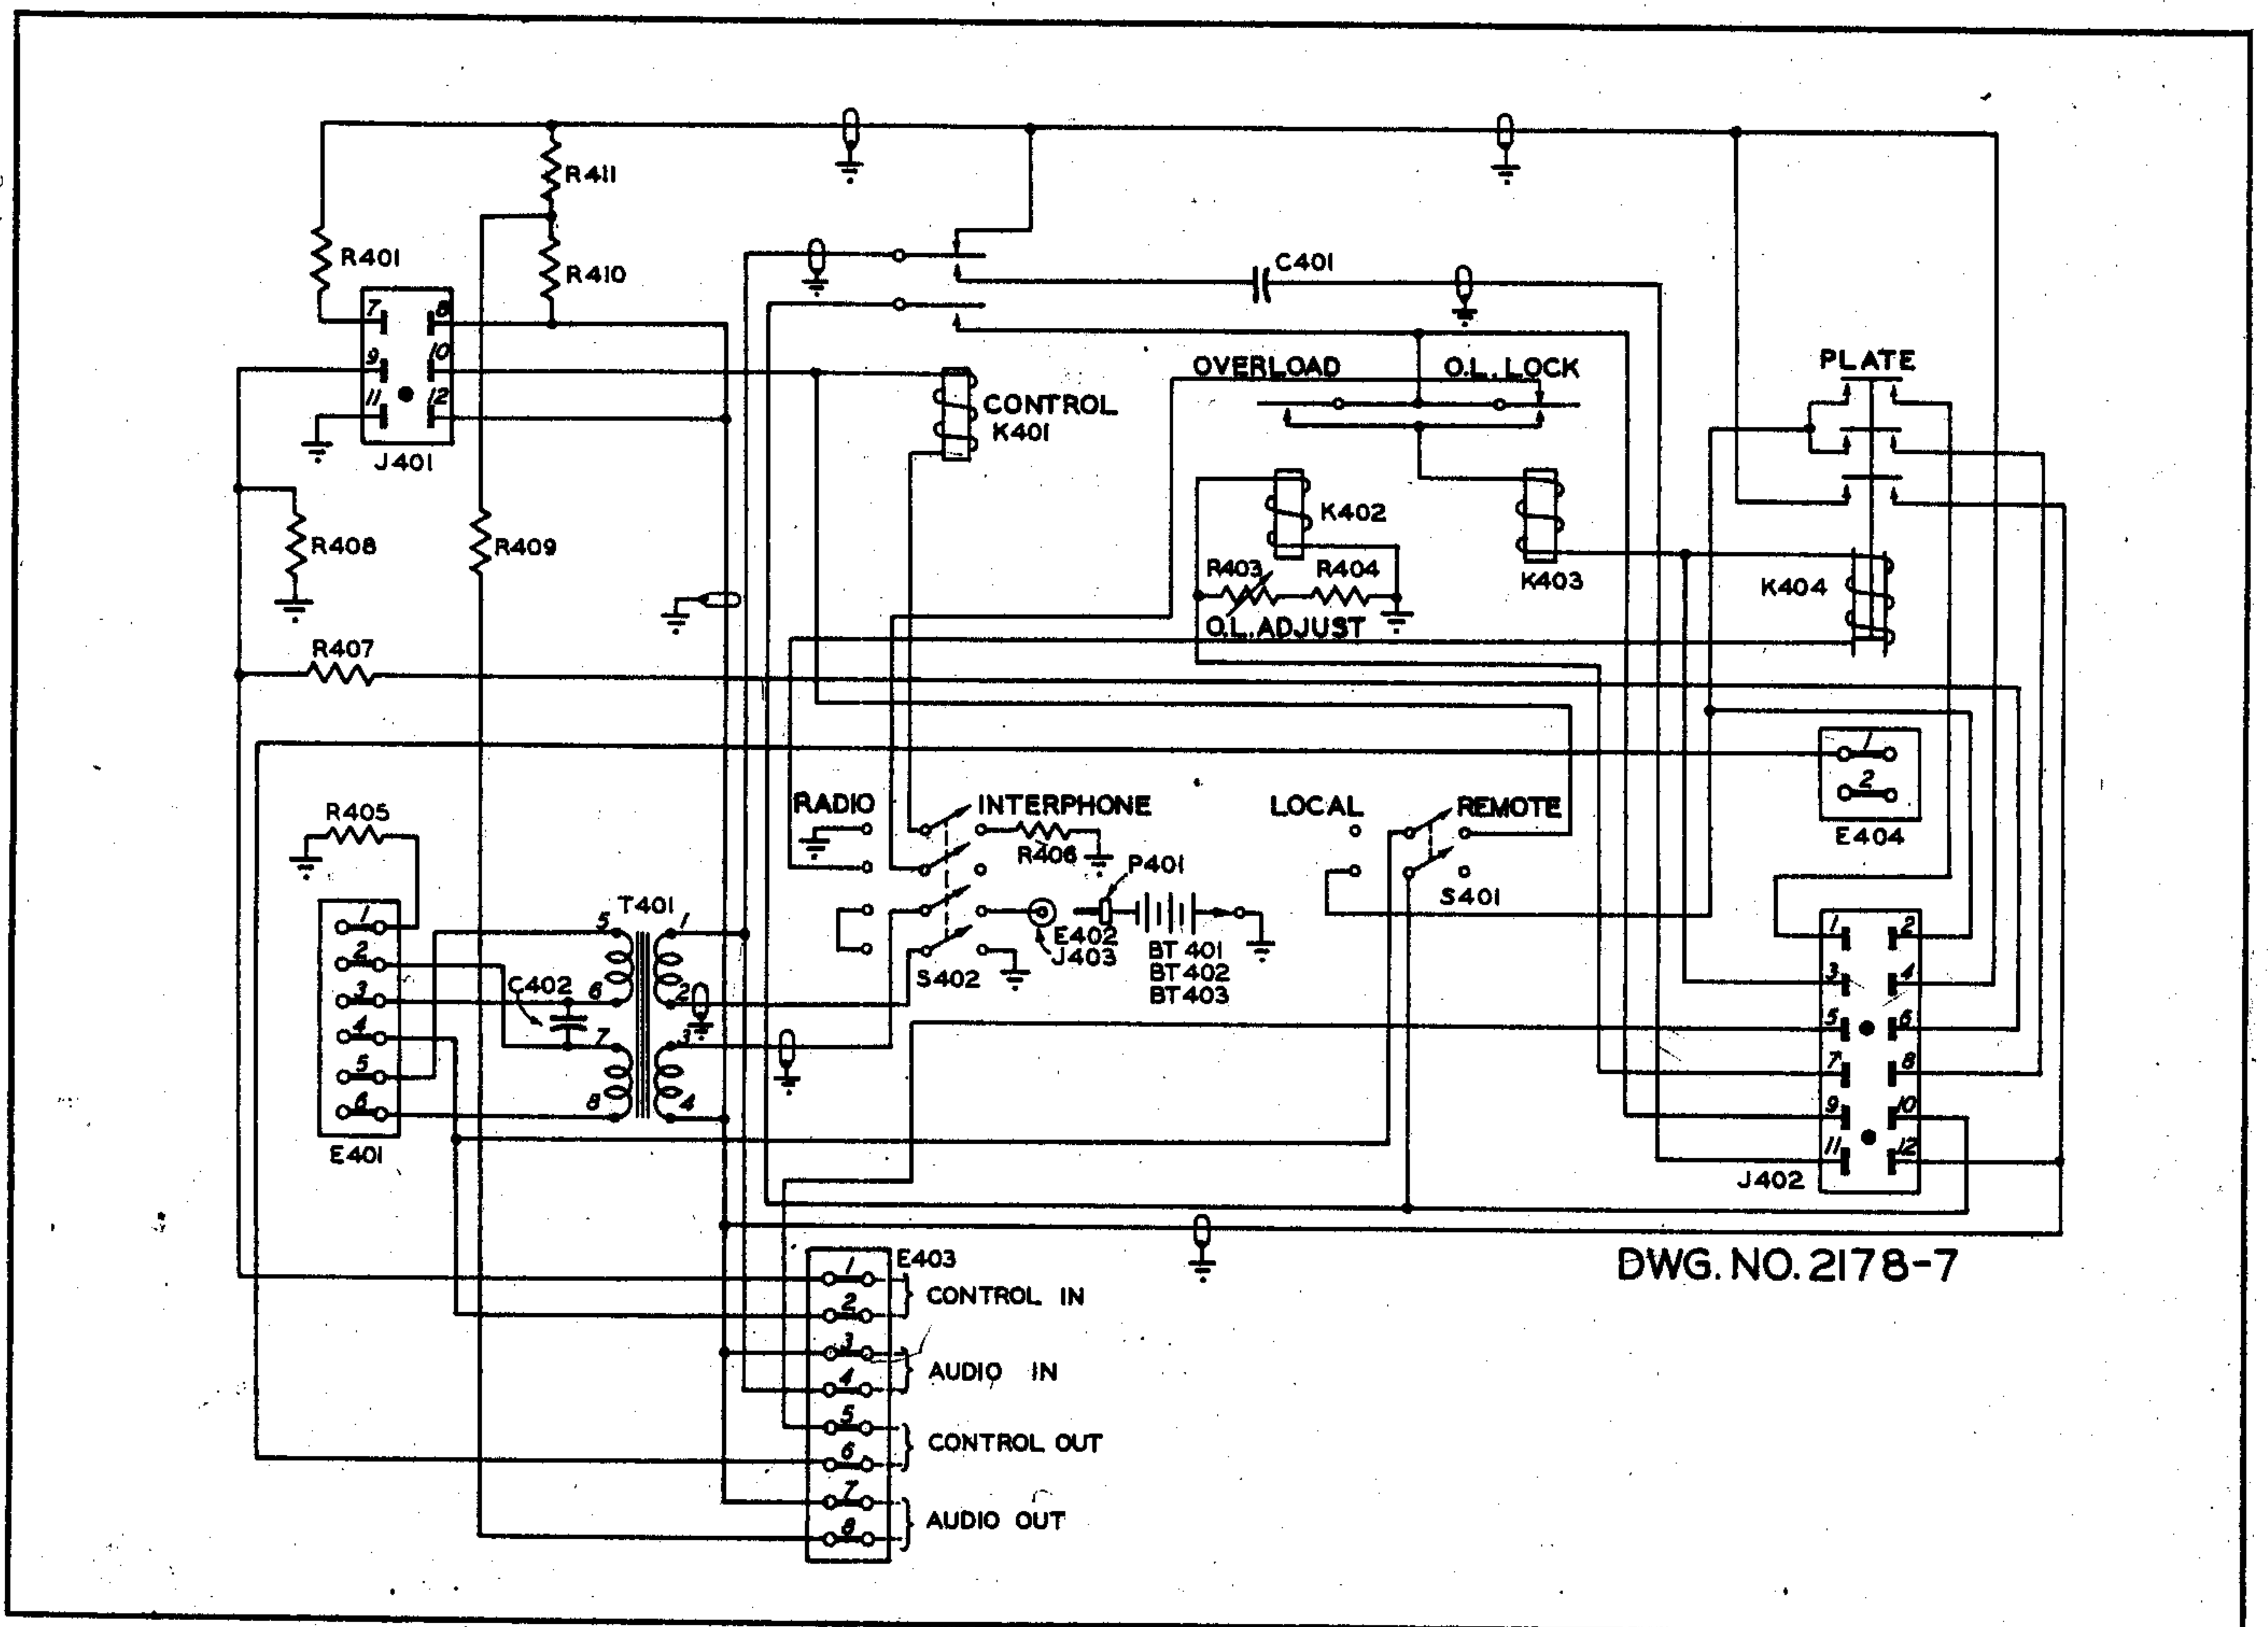 R411
R401
R410
C401
7 8
9 10
11 12
J401
CONTROL
K401
OVERLOAD
O.L. LOCK
PLATE
K402
K403
K404
R403
R404
O.L. ADJUST
R408
R409
R407
R405
RADIO
INTERPHONE
LOCAL
REMOTE
R406
P401
S401
S402
E402
J403
BT 401
BT 402
BT 403
1
2
E404
T401
C402
5
6
7
8
1
2
3
4
1
2
3
4
5
6
E401
1 2
3 4
5 6
7 8
9 10
11 12
J402
E403
1
2
CONTROL IN
3
4
AUDIO IN
5
6
CONTROL OUT
7
8
AUDIO OUT
DWG. NO. 2178-7